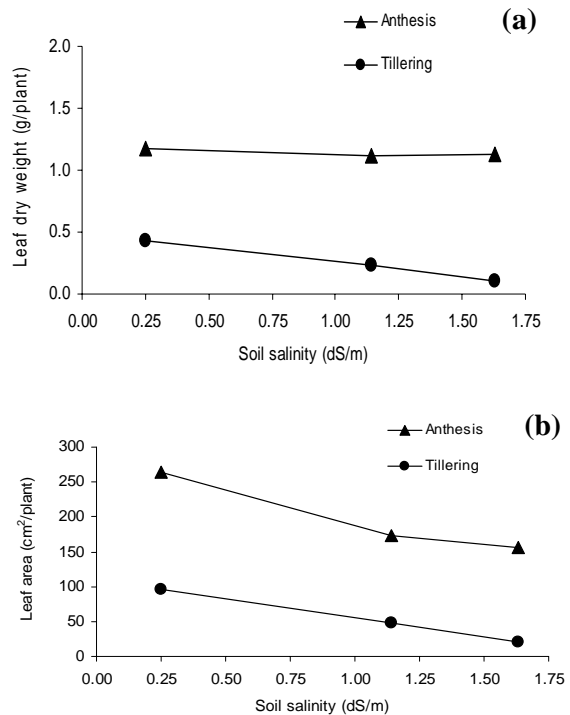 Anthesis
(a)
Tillering
Leaf dry weight (g/plant)
2.0
1.5
1.0
0.5
0.0
0.00 0.25 0.50 0.75 1.00 1.25 1.50 1.75
Soil salinity (dS/m)
Anthesis
(b)
Tillering
Leaf area (cm²/plant)
300
250
200
150
100
50
0
0.00 0.25 0.50 0.75 1.00 1.25 1.50 1.75
Soil salinity (dS/m)